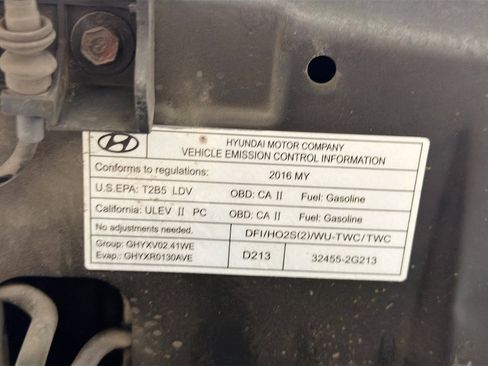 HYUNDAI MOTOR COMPANY
VEHICLE EMISSION CONTROL INFORMATION
Conforms to regulations: 2016 MY
U.S.EPA: T2B5 LDV OBD: CA II Fuel: Gasoline
California: ULEV II PC OBD: CA II Fuel: Gasoline
No adjustments needed. DFI/HO2S(2)/WU-TWC/TWC
Group: GHYXV02.41WE
Evap.: GHYXR0130AVE D213 32455-2G213